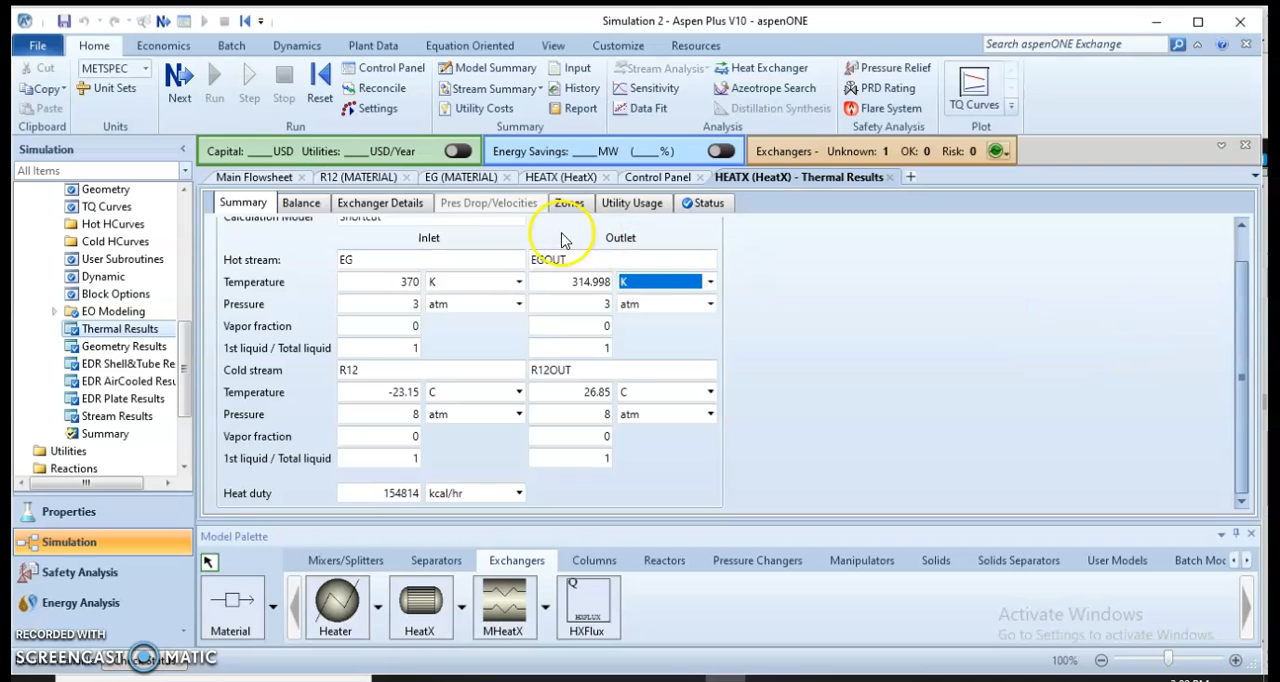 Simulation 2 - Aspen Plus V10 - aspenONE
File Home Economics Batch Dynamics Plant Data Equation Oriented View Customize Resources Search aspenONE Exchange
Cut METSPEC Control Panel Model Summary Input Stream Analysis Heat Exchanger Pressure Relief
Copy Unit Sets Next Run Step Stop Reset Reconcile Stream Summary History Sensitivity Azeotrope Search PRD Rating
Paste Settings Utility Costs Report Data Fit Distillation Synthesis Flare System TQ Curves
Clipboard Units Run Summary Analysis Safety Analysis Plot
Simulation Capital: ____USD Utilities: ____USD/Year Energy Savings: ____MW (____%) Exchangers - Unknown: 1 OK: 0 Risk: 0
All Items Main Flowsheet R12 (MATERIAL) EG (MATERIAL) HEATX (HeatX) Control Panel HEATX (HeatX) - Thermal Results +
Geometry
TQ Curves
Hot HCurves
Cold HCurves
User Subroutines
Dynamic
Block Options
EO Modeling
Thermal Results
Geometry Results
EDR Shell&Tube Re
EDR AirCooled Resu
EDR Plate Results
Stream Results
Summary
Utilities
Reactions
Properties
Simulation
Safety Analysis
Energy Analysis
Summary Balance Exchanger Details Pres Drop/Velocities Zones Utility Usage Status
Calculation Model Shortcut
Inlet Outlet
Hot stream: EG EGOUT
Temperature 370 K 314.998 K
Pressure 3 atm 3 atm
Vapor fraction 0 0
1st liquid / Total liquid 1 1
Cold stream R12 R12OUT
Temperature -23.15 C 26.85 C
Pressure 8 atm 8 atm
Vapor fraction 0 0
1st liquid / Total liquid 1 1
Heat duty 154814 kcal/hr
Model Palette
Mixers/Splitters Separators Exchangers Columns Reactors Pressure Changers Manipulators Solids Solids Separators User Models Batch Moc
Q
HXFLUX
Material Heater HeatX MHeatX HXFlux
Activate Windows
Go to Settings to activate Windows.
RECORDED WITH
SCREENCAST MATIC
100%